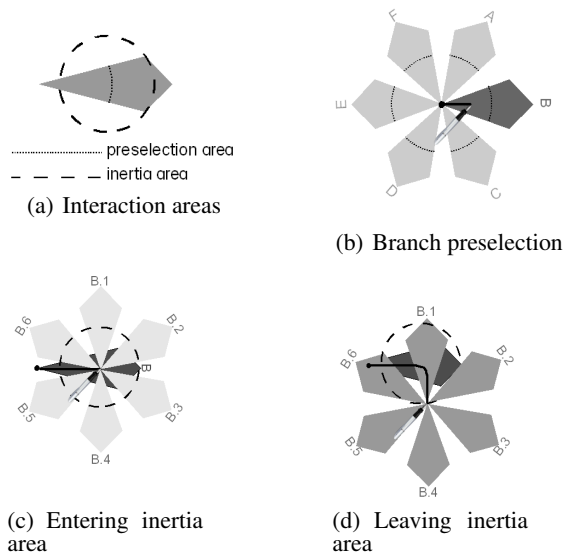 preselection area
inertia area
(a) Interaction areas
F
A
E
B
D
C
(b) Branch preselection
B.1
B.6
B.2
B
B.5
B.3
B.4
(c) Entering inertia
area
B.1
B.6
B.2
B.5
B.3
B.4
(d) Leaving inertia
area